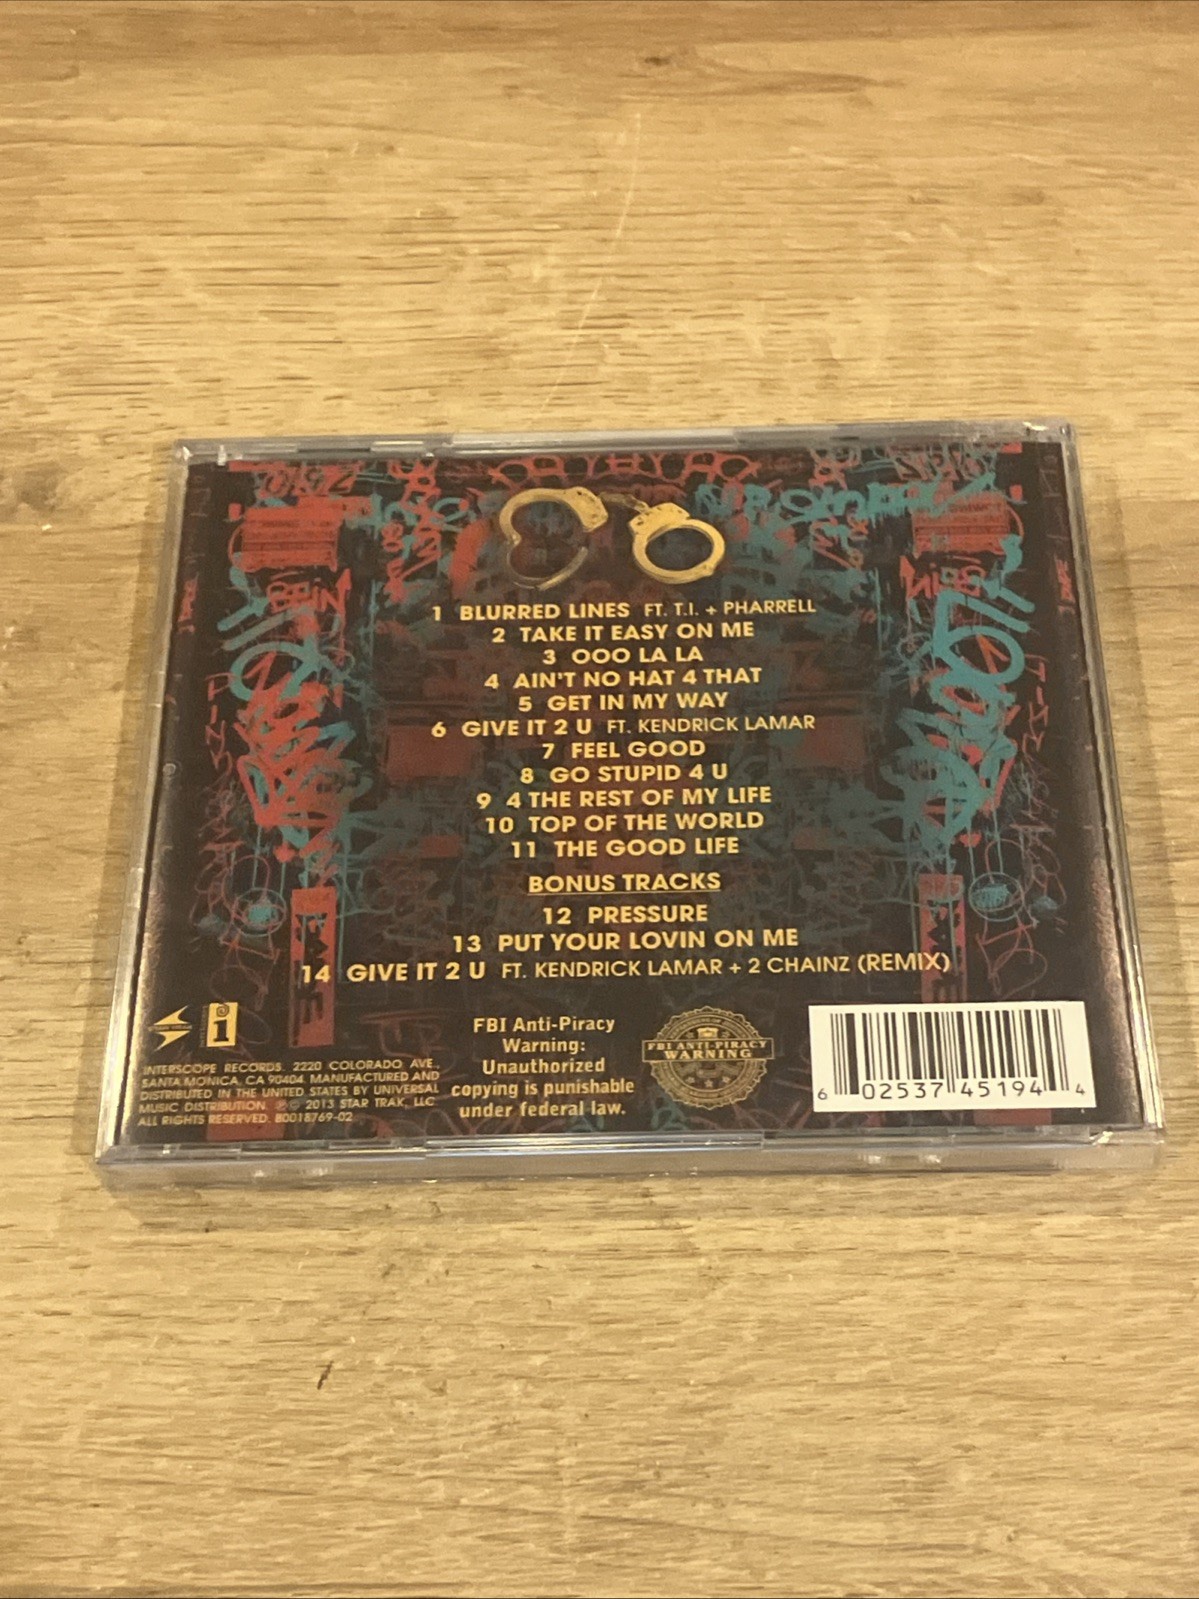 1 BLURRED LINES FT. T.I. + PHARRELL
2 TAKE IT EASY ON ME
3 OOO LA LA
4 AIN'T NO HAT 4 THAT
5 GET IN MY WAY
6 GIVE IT 2 U FT. KENDRICK LAMAR
7 FEEL GOOD
8 GO STUPID 4 U
9 4 THE REST OF MY LIFE
10 TOP OF THE WORLD
11 THE GOOD LIFE
BONUS TRACKS
12 PRESSURE
13 PUT YOUR LOVIN ON ME
14 GIVE IT 2 U FT. KENDRICK LAMAR + 2 CHAINZ (REMIX)
INTERSCOPE RECORDS. 2220 COLORADO AVE.,
SANTA MONICA, CA 90404. MANUFACTURED AND
DISTRIBUTED IN THE UNITED STATES BY UNIVERSAL
MUSIC DISTRIBUTION. ℗© 2013 STAR TRAK, LLC
ALL RIGHTS RESERVED. B0018769-02
FBI Anti-Piracy
Warning:
Unauthorized
copying is punishable
under federal law.
FBI ANTI-PIRACY
WARNING
6 02537 45194 4